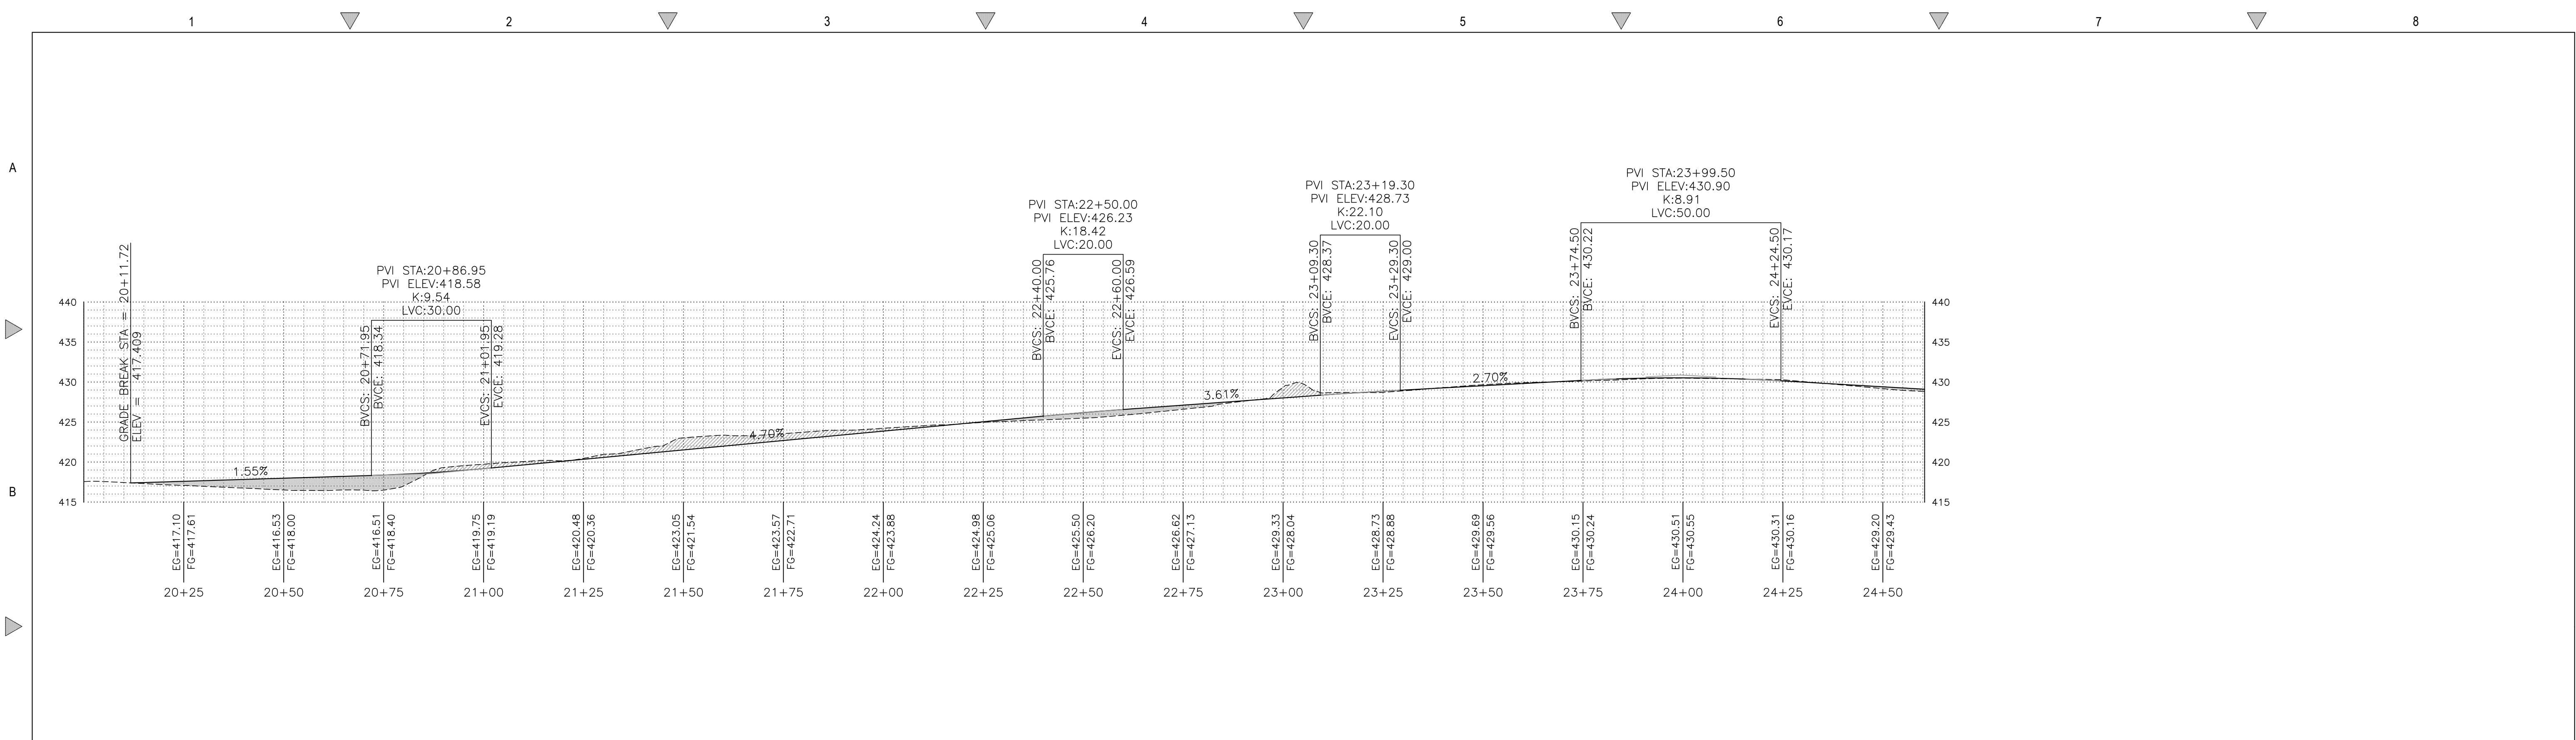 1 2 3 4 5 6 7 8
A
B
GRADE BREAK STA = 20+11.72
ELEV = 417.409
PVI STA:20+86.95
PVI ELEV:418.58
K:9.54
LVC:30.00
BVCS: 20+71.95
BVCE: 418.34
EVCS: 21+01.95
EVCE: 419.28
PVI STA:22+50.00
PVI ELEV:426.23
K:18.42
LVC:20.00
BVCS: 22+40.00
BVCE: 425.76
EVCS: 22+60.00
EVCE: 426.59
PVI STA:23+19.30
PVI ELEV:428.73
K:22.10
LVC:20.00
BVCS: 23+09.30
BVCE: 428.37
EVCS: 23+29.30
EVCE: 429.00
PVI STA:23+99.50
PVI ELEV:430.90
K:8.91
LVC:50.00
BVCS: 23+74.50
BVCE: 430.22
EVCS: 24+24.50
EVCE: 430.17
440 440
435 435
430 430
425 425
420 420
415 415
1.55%
4.70%
3.61%
2.70%
EG=417.10
FG=417.61
EG=416.53
FG=418.00
EG=416.51
FG=418.40
EG=419.75
FG=419.19
EG=420.48
FG=420.36
EG=423.05
FG=421.54
EG=423.57
FG=422.71
EG=424.24
FG=423.88
EG=424.98
FG=425.06
EG=425.50
FG=426.20
EG=426.62
FG=427.13
EG=429.33
FG=428.04
EG=428.73
FG=428.88
EG=429.69
FG=429.56
EG=430.15
FG=430.24
EG=430.51
FG=430.55
EG=430.31
FG=430.16
EG=429.20
FG=429.43
20+25 20+50 20+75 21+00 21+25 21+50 21+75 22+00 22+25 22+50 22+75 23+00 23+25 23+50 23+75 24+00 24+25 24+50